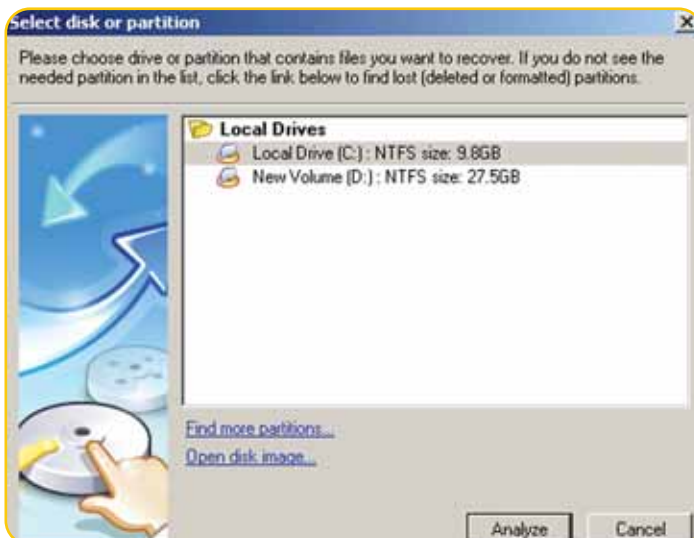 Select disk or partition
Please choose drive or partition that contains files you want to recover. If you do not see the
needed partition in the list, click the link below to find lost (deleted or formatted) partitions.
Local Drives
Local Drive (C:) : NTFS size: 9.8GB
New Volume (D:) : NTFS size: 27.5GB
Find more partitions...
Open disk image...
Analyze Cancel